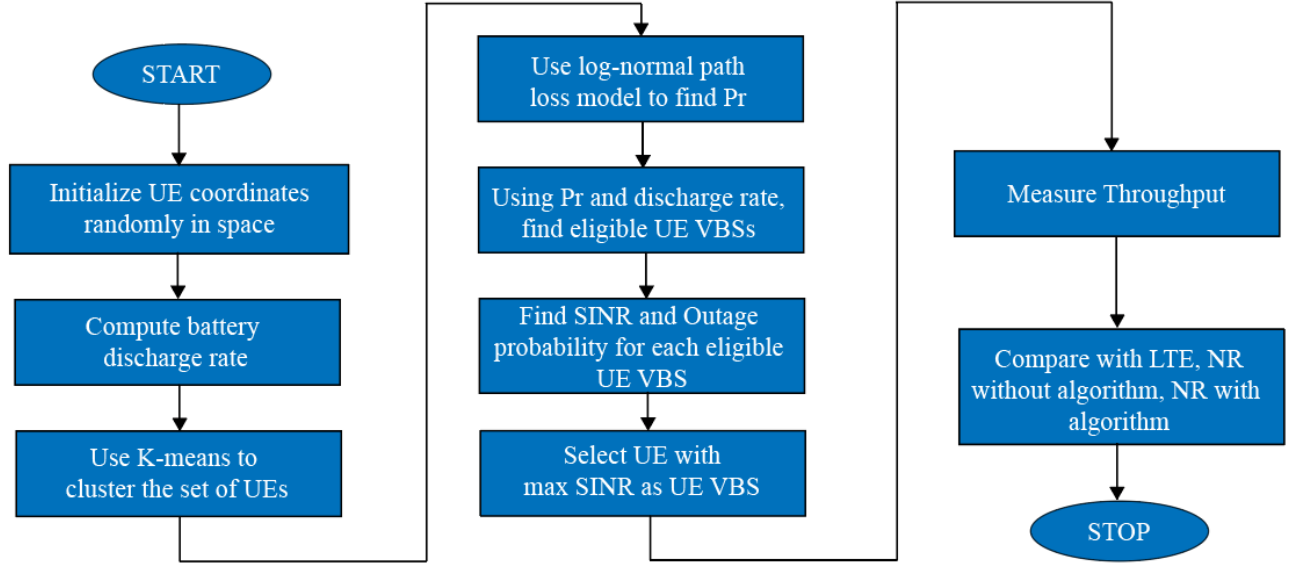 START
Initialize UE coordinates
randomly in space
Compute battery
discharge rate
Use K-means to
cluster the set of UEs
Use log-normal path
loss model to find Pr
Using Pr and discharge rate,
find eligible UE VBSs
Find SINR and Outage
probability for each eligible
UE VBS
Select UE with
max SINR as UE VBS
Measure Throughput
Compare with LTE, NR
without algorithm, NR with
algorithm
STOP